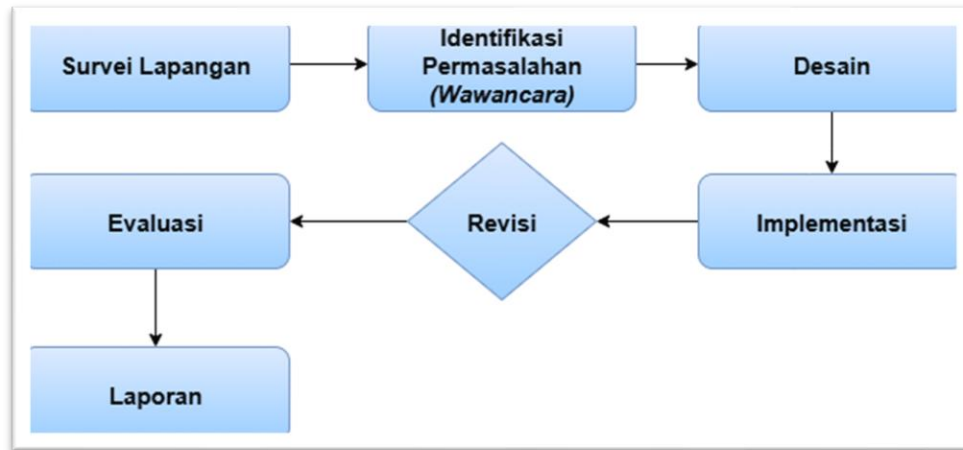 Survei Lapangan
Identifikasi
Permasalahan
(Wawancara)
Desain
Implementasi
Revisi
Evaluasi
Laporan